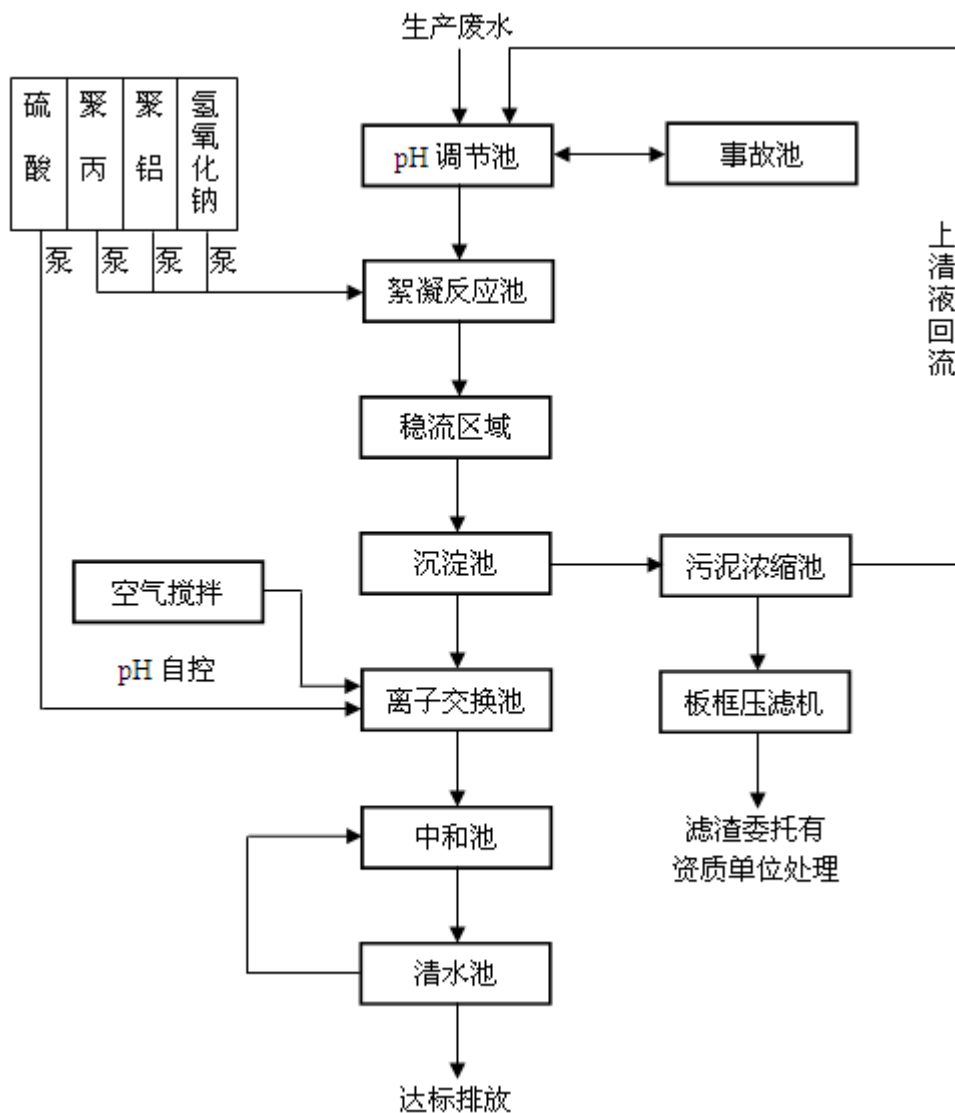 生产废水
硫酸
聚丙
聚铝
氢氧化钠
pH 调节池
事故池
泵
泵
泵
泵
絮凝反应池
上清液回流
稳流区域
沉淀池
污泥浓缩池
空气搅拌
pH 自控
离子交换池
板框压滤机
中和池
滤渣委托有
资质单位处理
清水池
达标排放